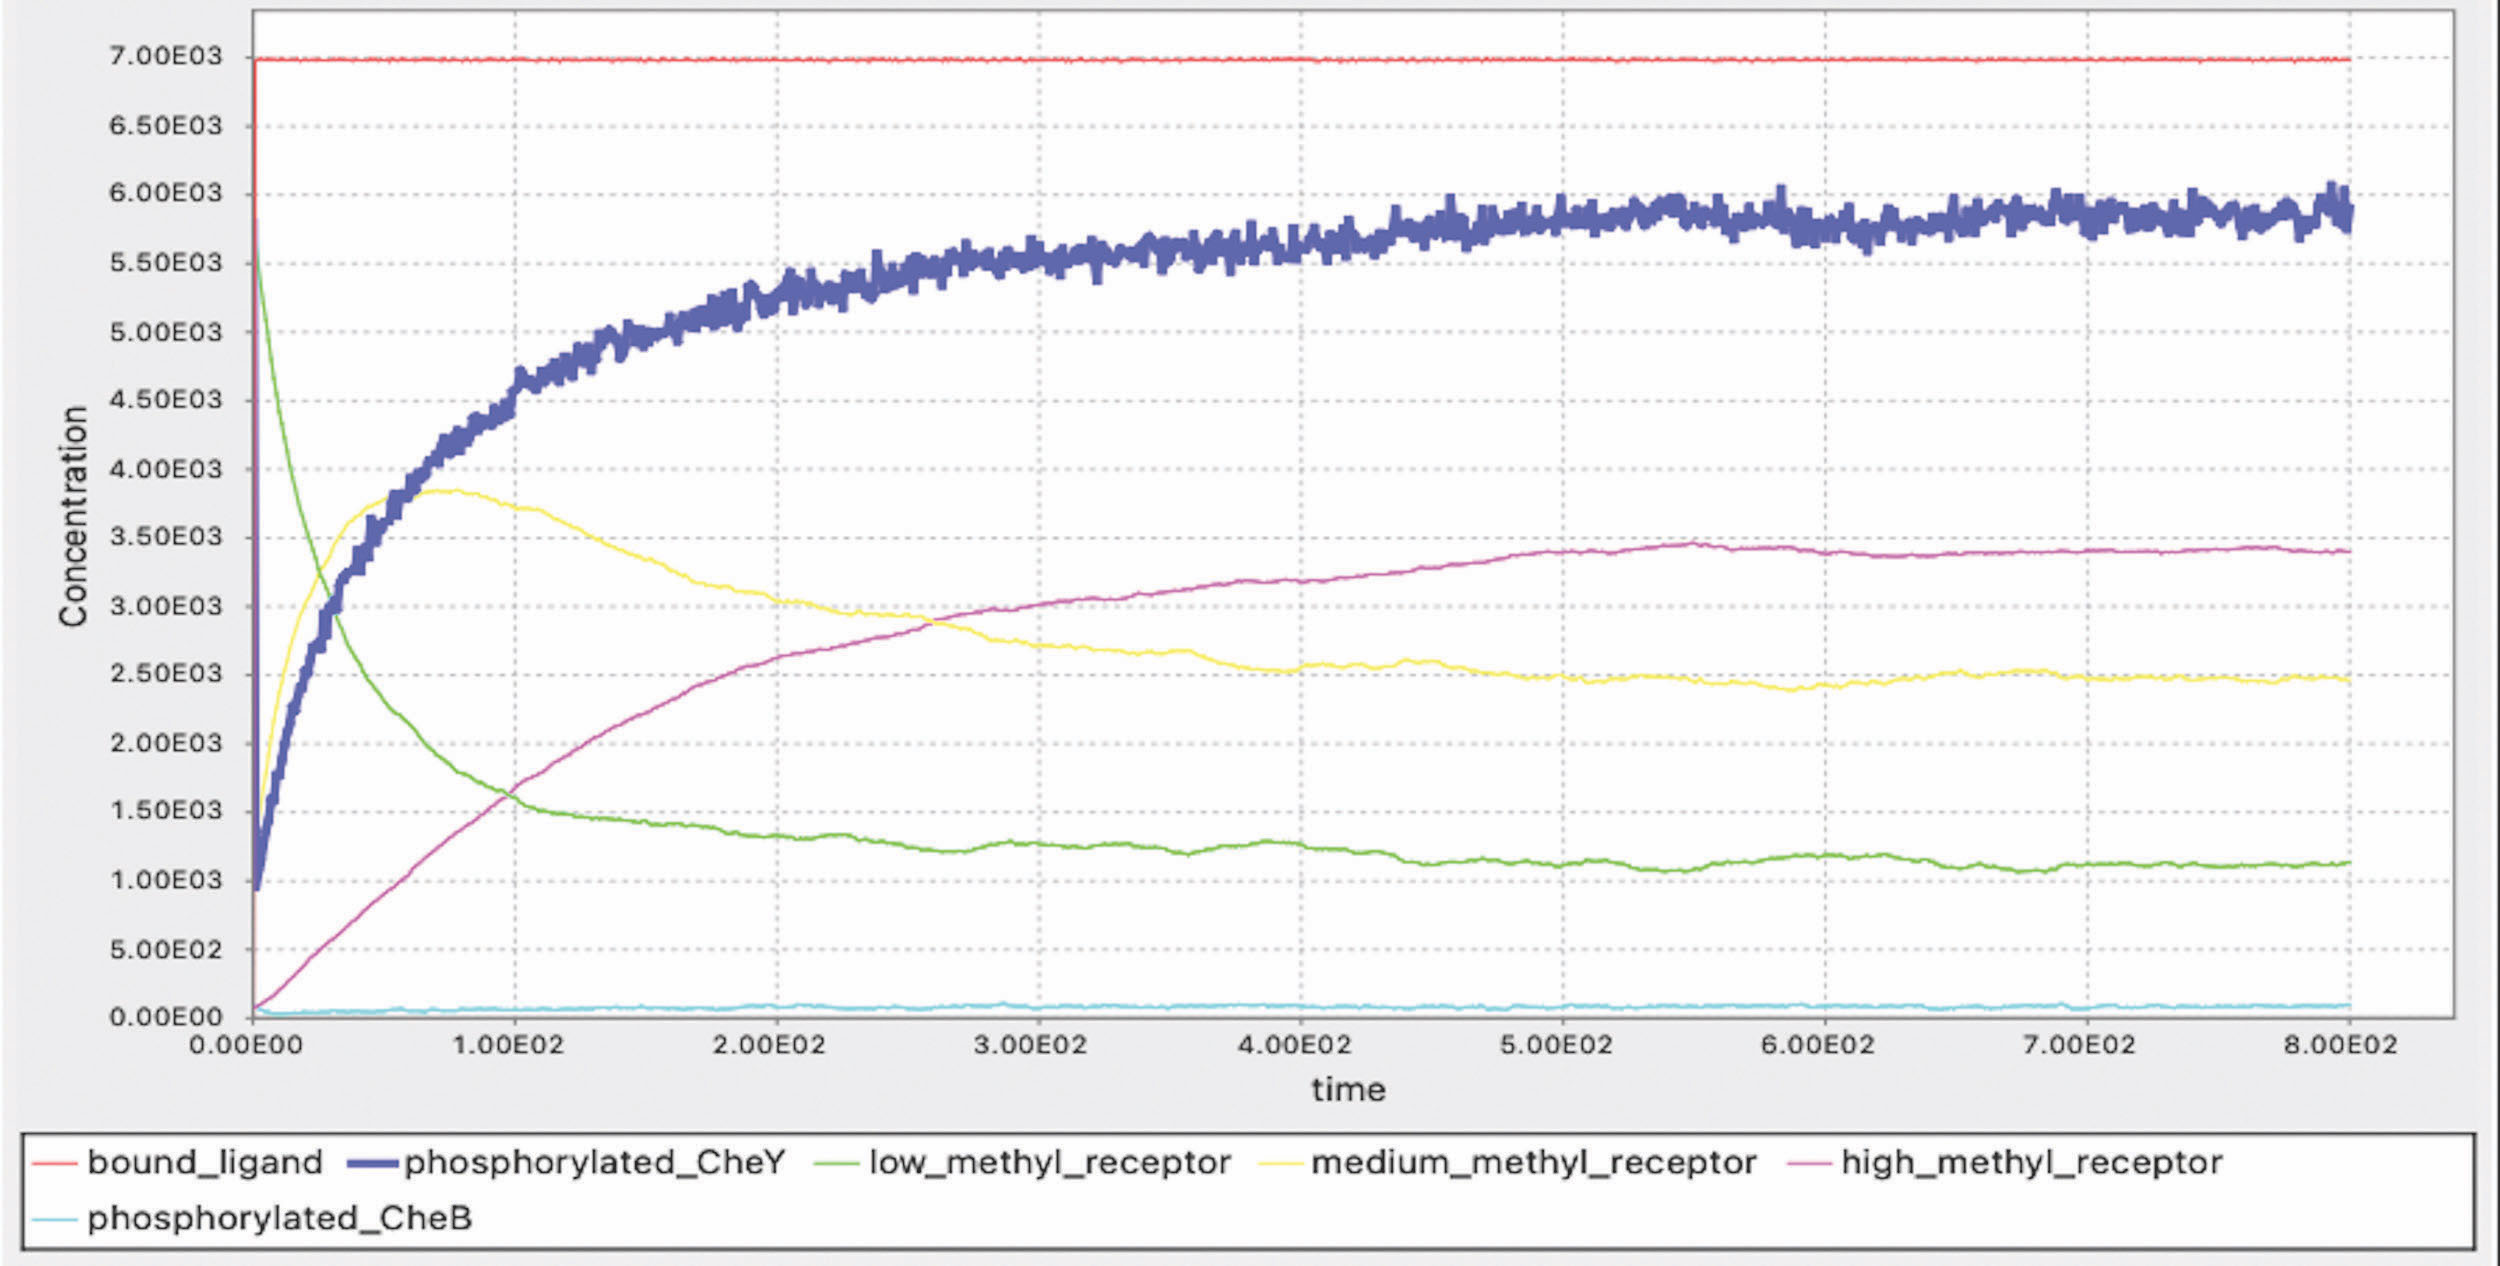 7.00E03
6.50E03
6.00E03
5.50E03
5.00E03
4.50E03
4.00E03
3.50E03
3.00E03
2.50E03
2.00E03
1.50E03
1.00E03
5.00E02
0.00E00
Concentration
0.00E00 1.00E02 2.00E02 3.00E02 4.00E02 5.00E02 6.00E02 7.00E02 8.00E02
time
bound_ligand phosphorylated_CheY low_methyl_receptor medium_methyl_receptor high_methyl_receptor
phosphorylated_CheB